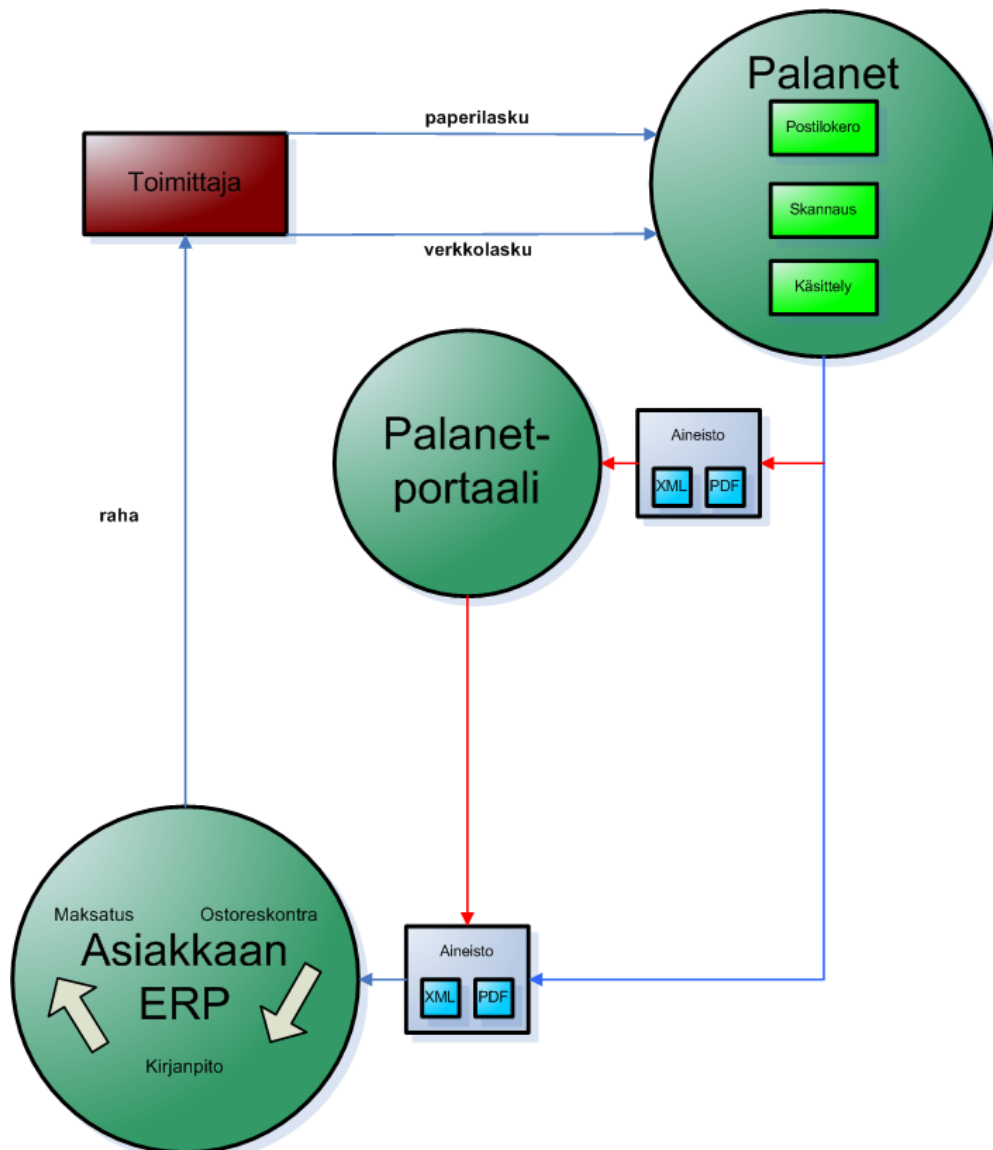 Palanet
Postilokero
Skannaus
Käsittely
paperilasku
Toimittaja
verkkolasku
Palanet-
portaali
Aineisto
XML PDF
raha
Maksatus Ostoreskontra
Asiakkaan
ERP
Kirjanpito
Aineisto
XML PDF